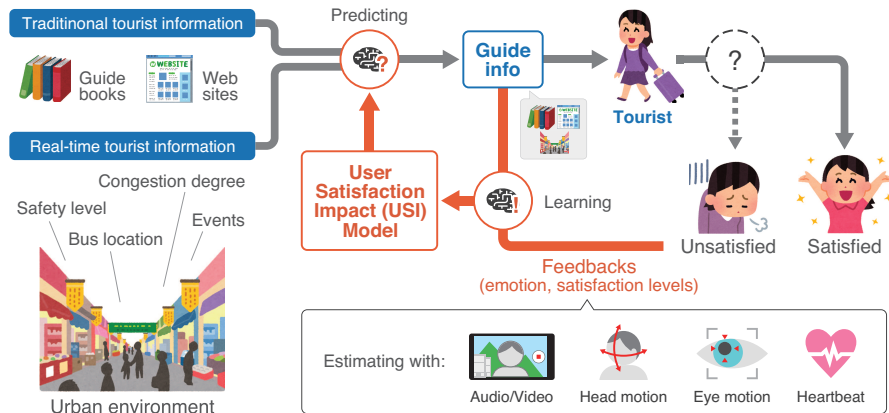 Traditinonal tourist information
Guide
books
WEBSITE
Web
sites
Real-time tourist information
Safety level
Congestion degree
Bus location
Events
Urban environment
Predicting
?
Guide
info
Tourist
?
User
Satisfaction
Impact (USI)
Model
!
Learning
Unsatisfied
Satisfied
Feedbacks
(emotion, satisfaction levels)
Estimating with:
Audio/Video
Head motion
Eye motion
Heartbeat